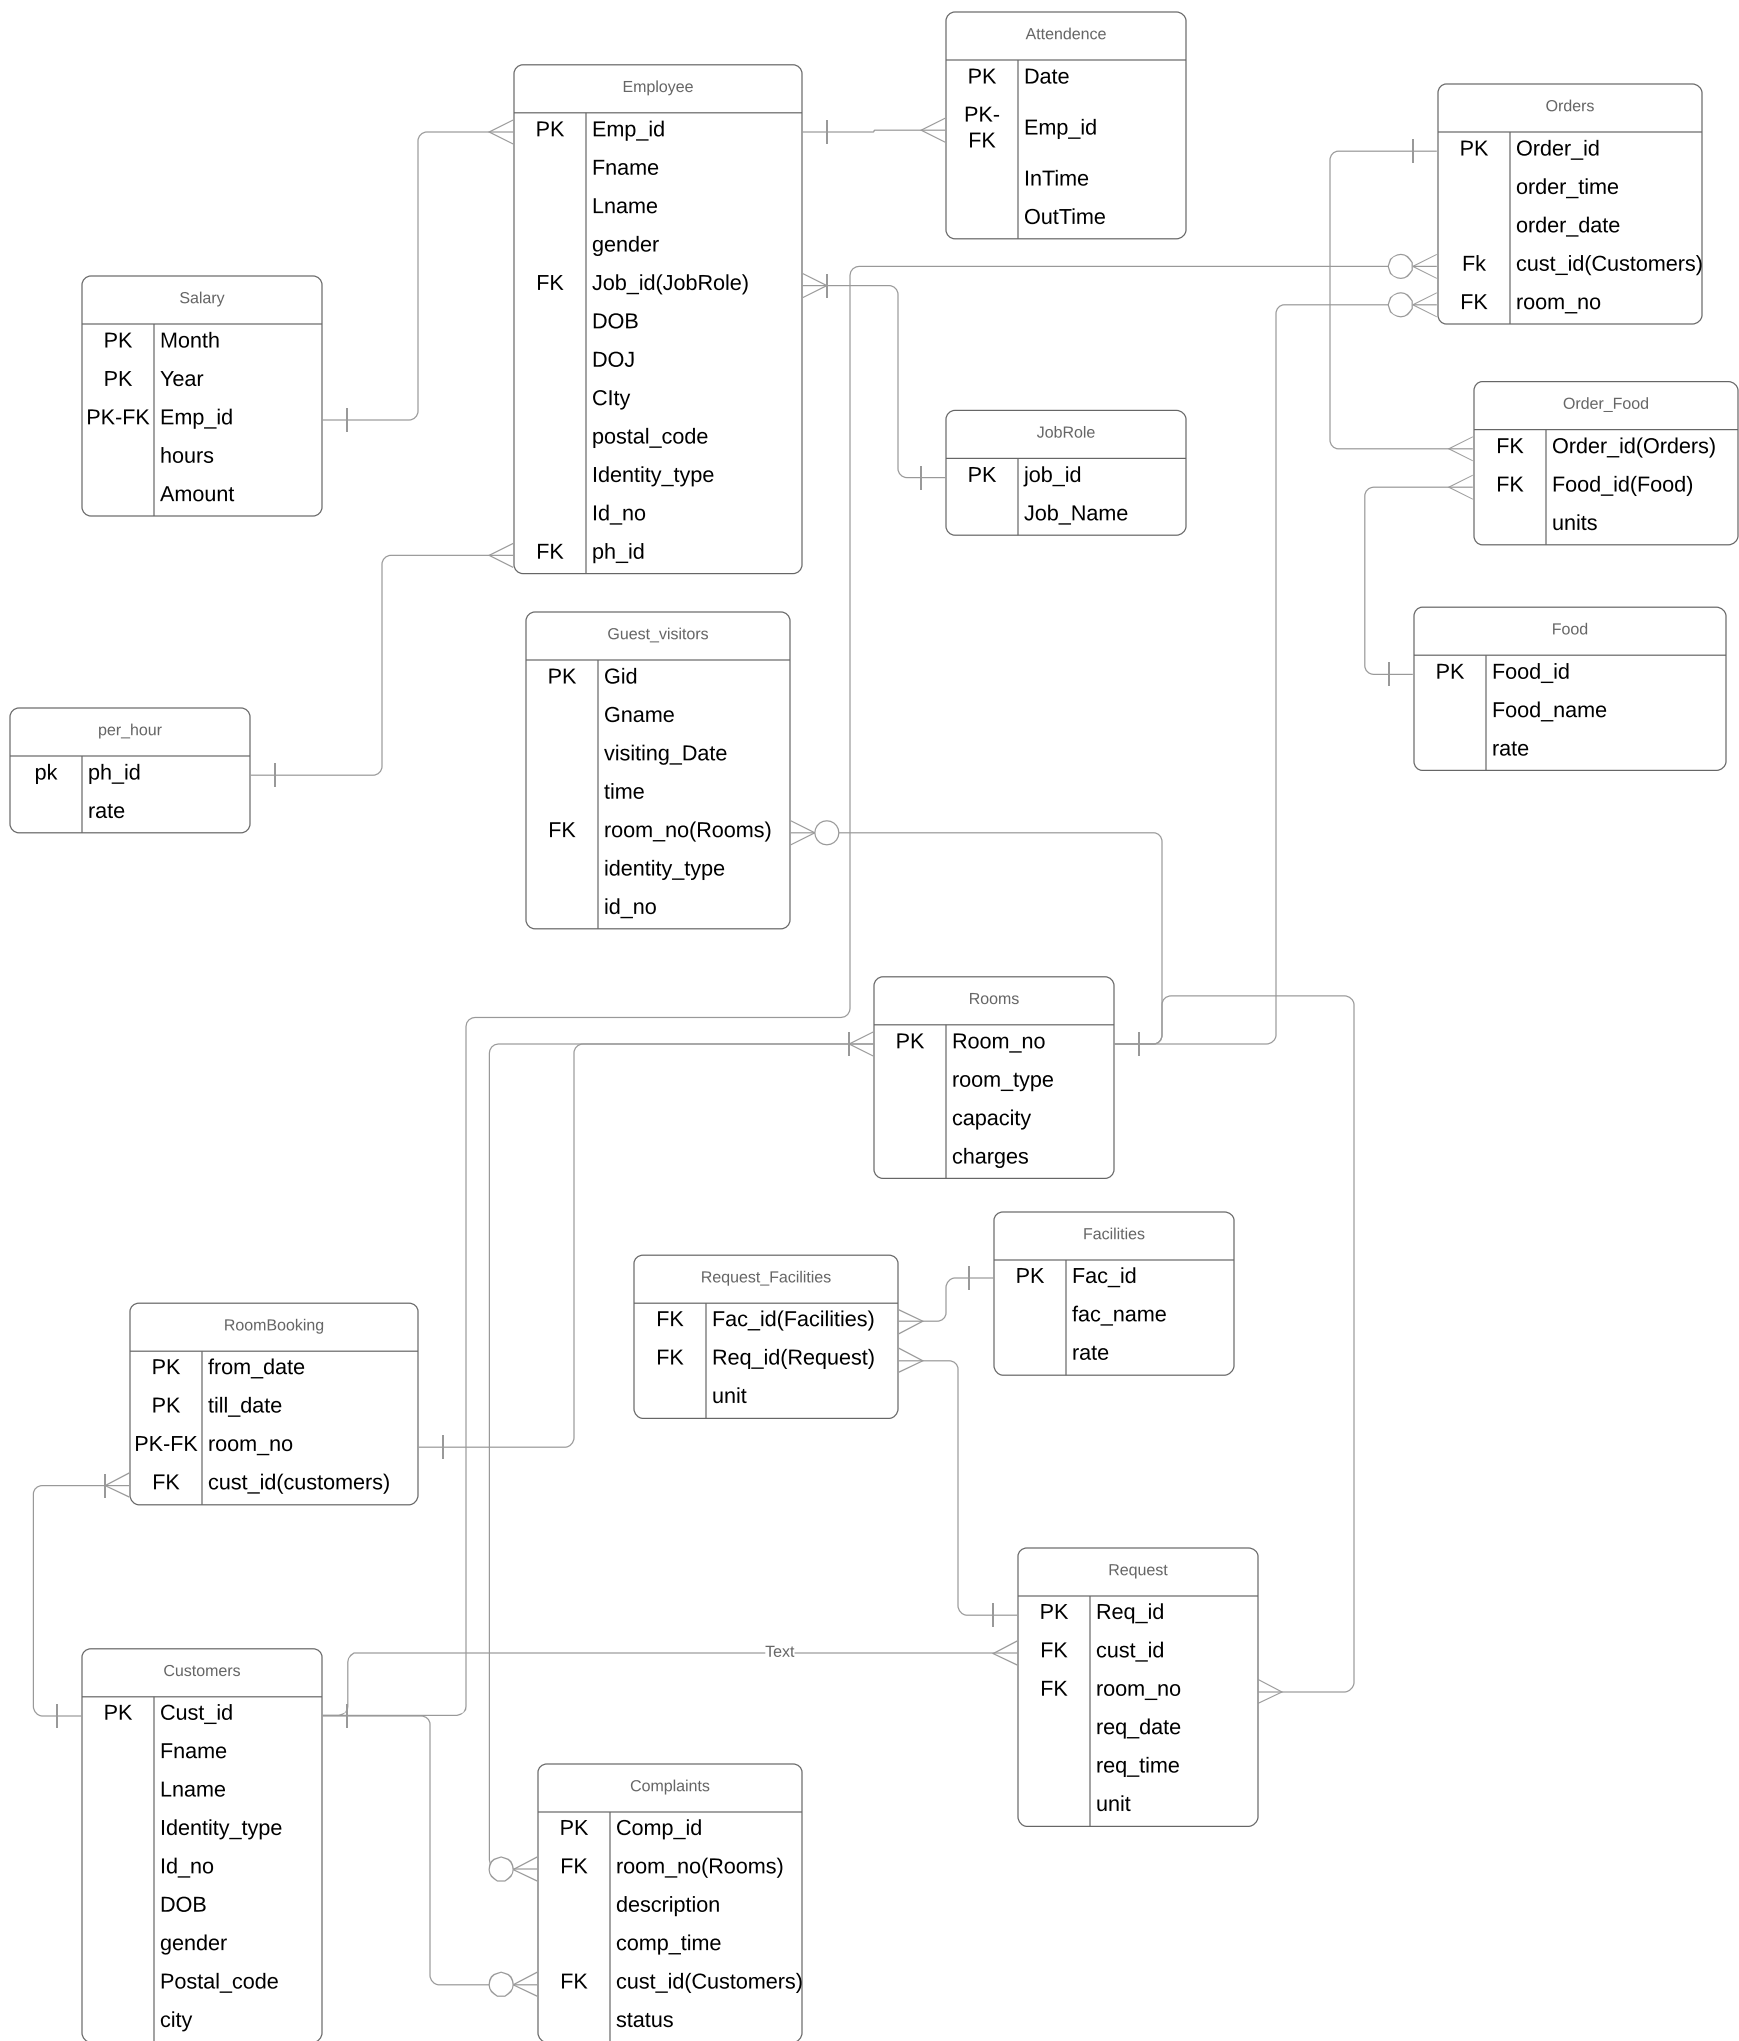 Attendence
PK Date
PK-
FK Emp_id
InTime
OutTime
Employee
PK Emp_id
Fname
Lname
gender
FK Job_id(JobRole)
DOB
DOJ
CIty
postal_code
Identity_type
Id_no
FK ph_id
Orders
PK Order_id
order_time
order_date
Fk cust_id(Customers)
FK room_no
Salary
PK Month
PK Year
PK-FK Emp_id
hours
Amount
JobRole
PK job_id
Job_Name
Order_Food
FK Order_id(Orders)
FK Food_id(Food)
units
Guest_visitors
PK Gid
Gname
visiting_Date
time
FK room_no(Rooms)
identity_type
id_no
Food
PK Food_id
Food_name
rate
per_hour
pk ph_id
rate
Rooms
PK Room_no
room_type
capacity
charges
Facilities
PK Fac_id
fac_name
rate
Request_Facilities
FK Fac_id(Facilities)
FK Req_id(Request)
unit
RoomBooking
PK from_date
PK till_date
PK-FK room_no
FK cust_id(customers)
Request
PK Req_id
FK cust_id
FK room_no
req_date
req_time
unit
Text
Customers
PK Cust_id
Fname
Lname
Identity_type
Id_no
DOB
gender
Postal_code
city
Complaints
PK Comp_id
FK room_no(Rooms)
description
comp_time
FK cust_id(Customers)
status